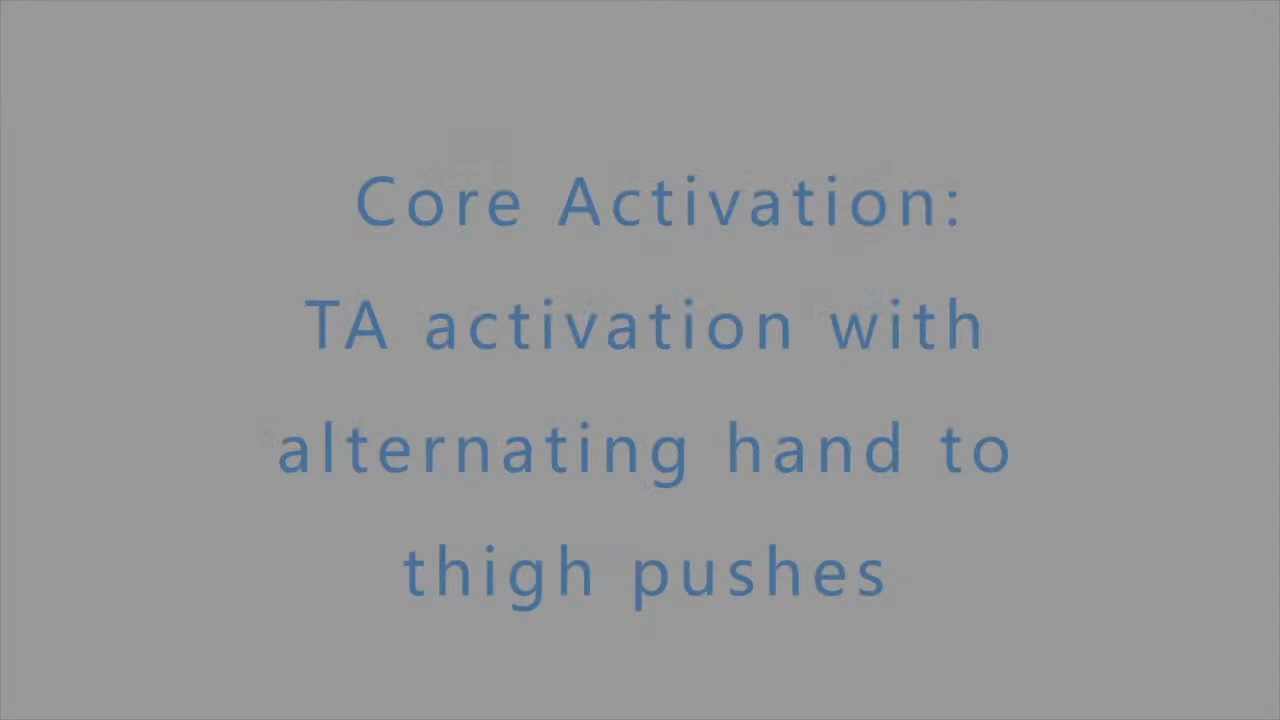 Core Activation:
TA activation with
alternating hand to
thigh pushes